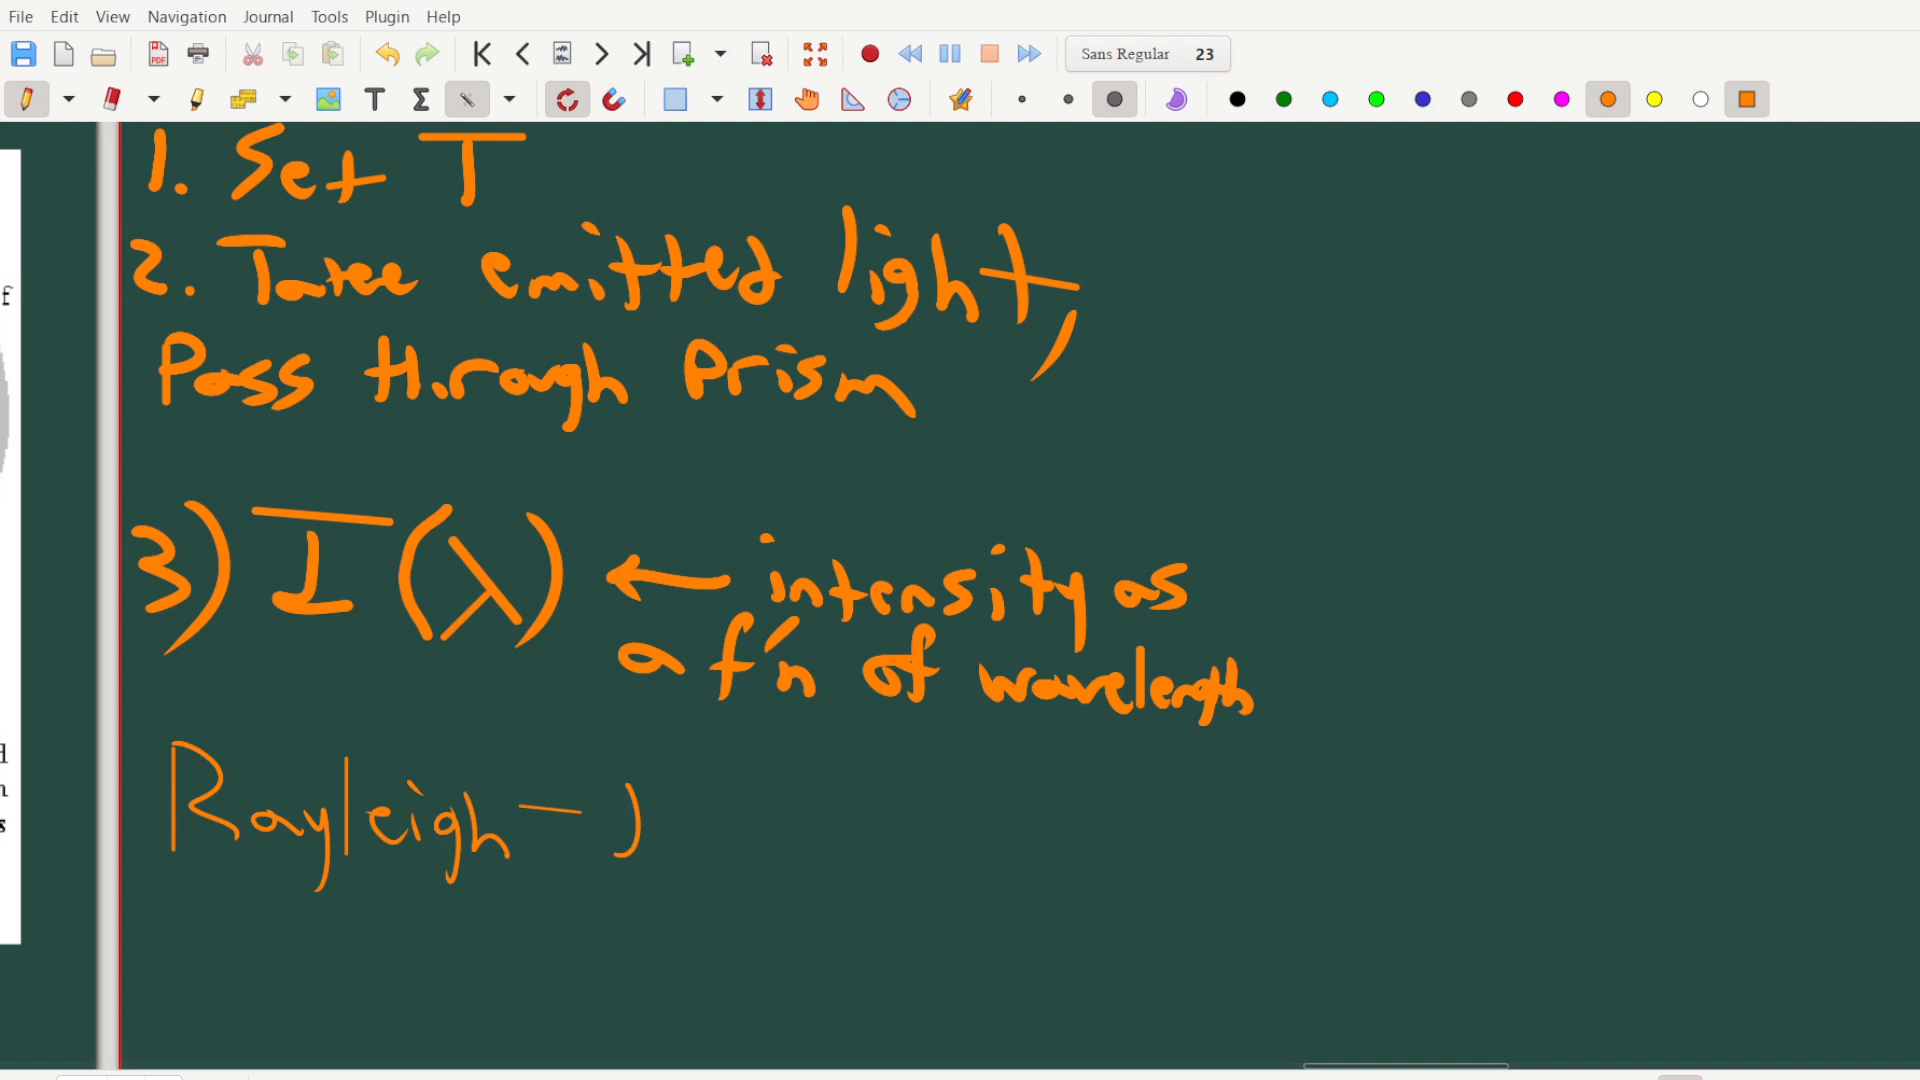 File Edit View Navigation Journal Tools Plugin Help
PDF
Sans Regular 23
1. Set T
2. Take emitted light,
Pass through Prism
3) I(λ) ← intensity as
a f'n of wavelength
Rayleigh - J
f
d
n
s